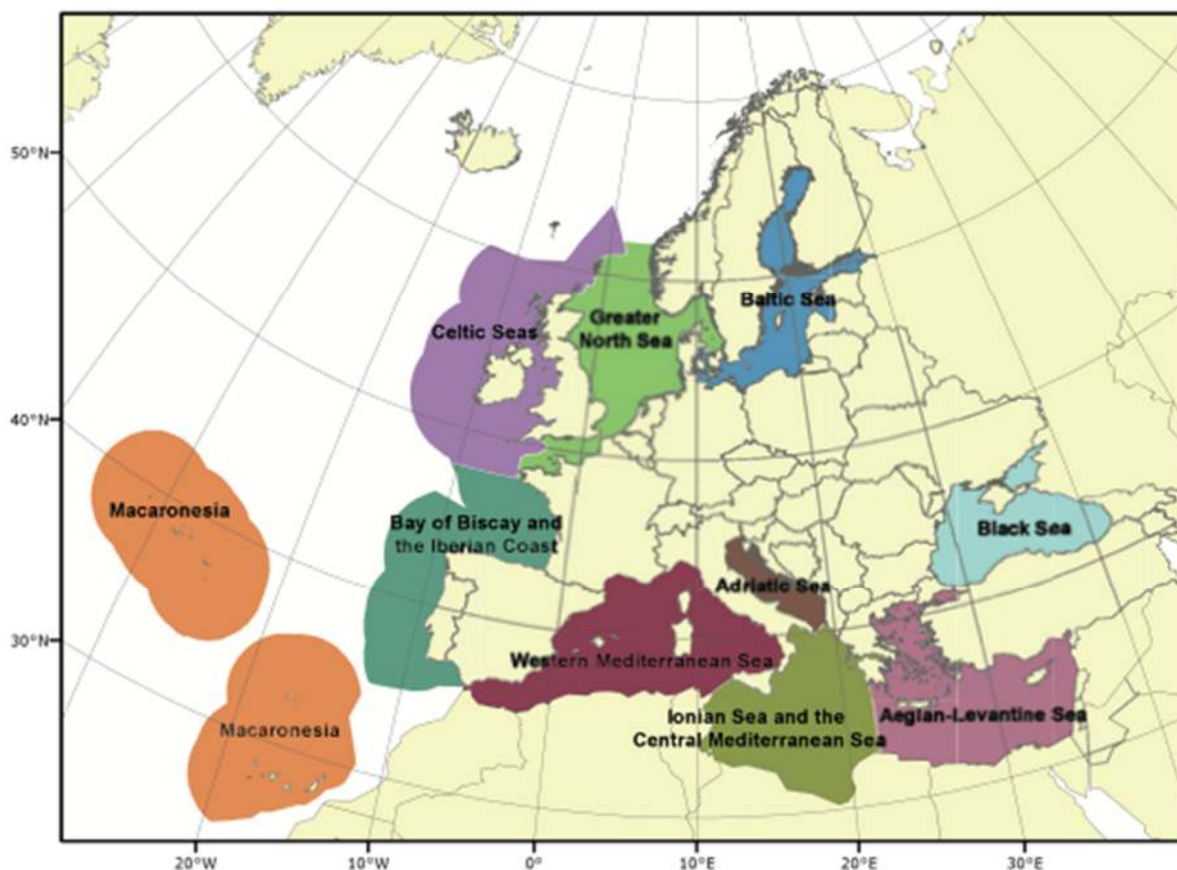 50°N
40°N
30°N
Celtic Seas
Greater
North Sea
Baltic Sea
Macaronesia
Bay of Biscay and
the Iberian Coast
Black Sea
Adriatic Sea
Western Mediterranean Sea
Macaronesia
Ionian Sea and the
Central Mediterranean Sea
Aegian-Levantine Sea
20°W
10°W
0°
10°E
20°E
30°E